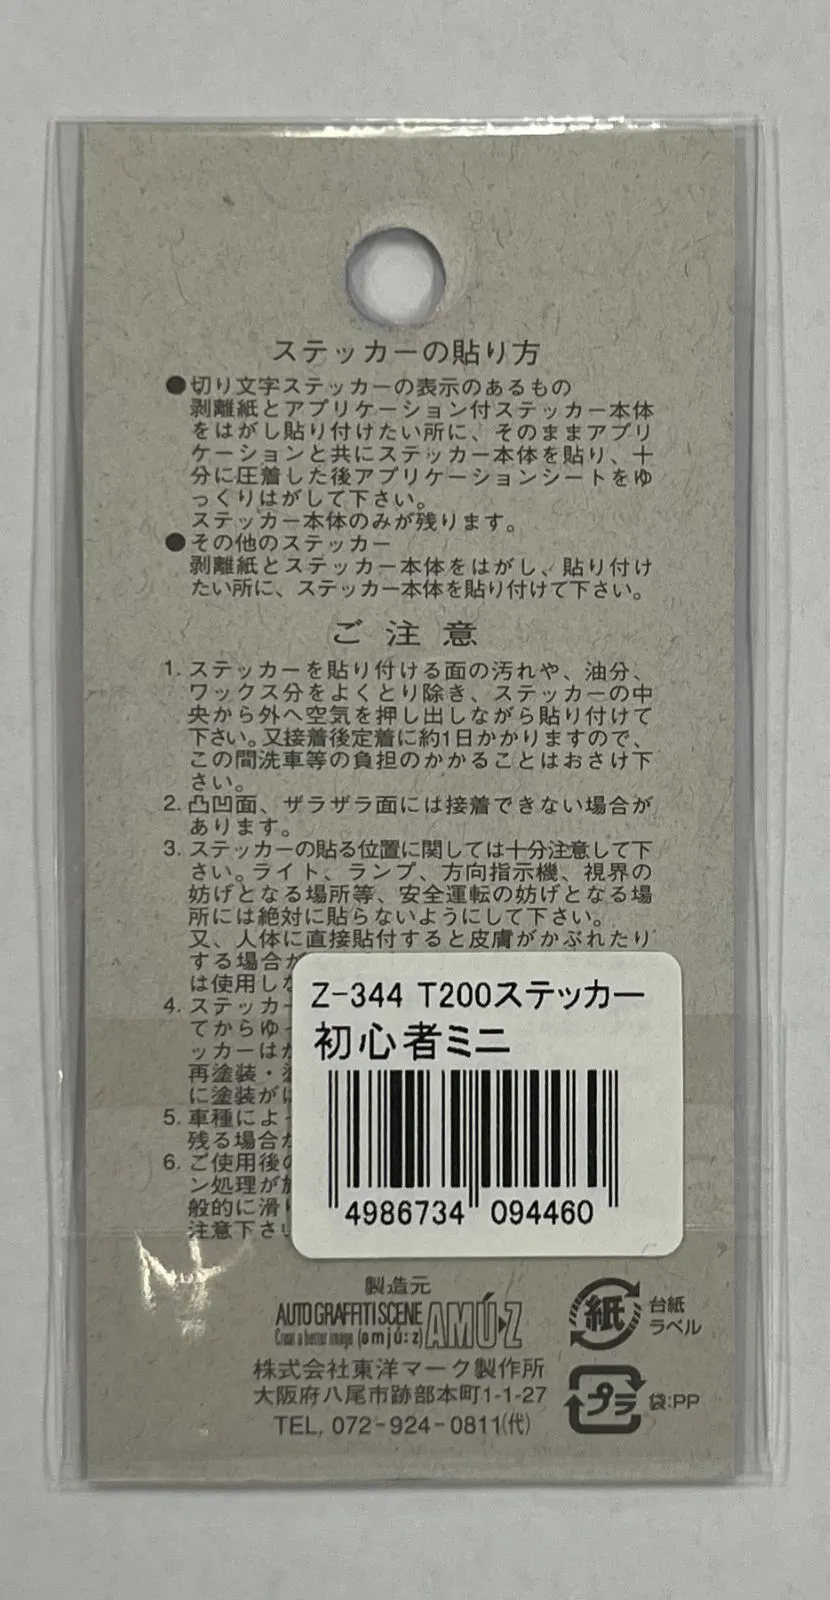 ステッカーの貼り方
●切り文字ステッカーの表示のあるもの
剥離紙とアプリケーション付ステッカー本体
をはがし貼り付けたい所に、そのままアプリ
ケーションと共にステッカー本体を貼り、十
分に圧着した後アプリケーションシートをゆ
っくりはがして下さい。
ステッカー本体のみが残ります。
●その他のステッカー
剥離紙とステッカー本体をはがし、貼り付け
たい所に、ステッカー本体を貼り付けて下さい。
ご注意
1. ステッカーを貼り付ける面の汚れや、油分、
ワックス分をよくとり除き、ステッカーの中
央から外へ空気を押し出しながら貼り付けて
下さい。又接着後定着に約1日かかりますので、
この間洗車等の負担のかかることはおさけ下
さい。
2. 凸凹面、ザラザラ面には接着できない場合が
あります。
3. ステッカーの貼る位置に関しては十分注意して下
さい。ライト、ランプ、方向指示機、視界の
妨げとなる場所等、安全運転の妨げとなる場
所には絶対に貼らないようにして下さい。
又、人体に直接貼付すると皮膚がかぶれたり
する場合が
は使用しな
4. ステッカー
てからゆっ
ッカーはが
再塗装・
に塗装がは
5. 車種によっ
残る場合が
6. ご使用後の
ン処理が
般的に滑り
注意下さい
Z-344 T200ステッカー
初心者ミニ
4986734 094460
製造元
AUTO GRAFFITI SCENE
Creat a better image (ɑmjú:z)
AMÚ・Z
株式会社東洋マーク製作所
大阪府八尾市跡部本町1-1-27
TEL, 072-924-0811(代)
紙
台紙
ラベル
プラ
袋:PP